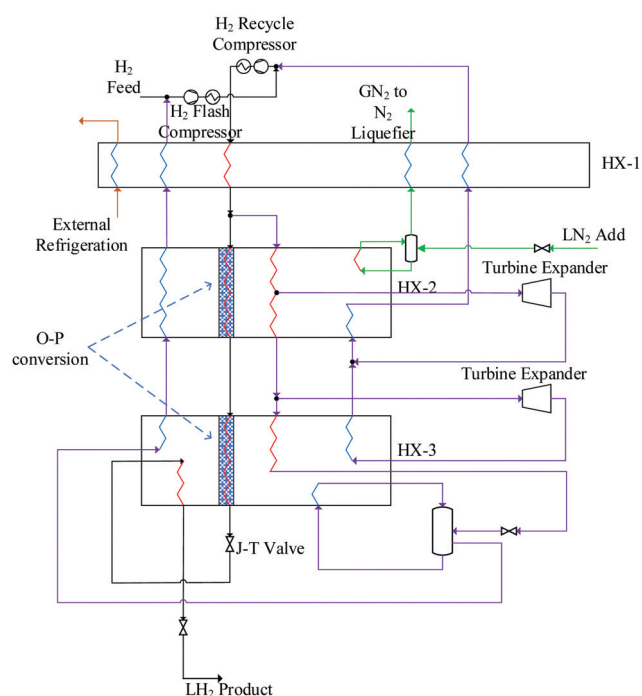 H₂ Recycle
Compressor
H₂
Feed
H₂ Flash
Compressor
GN₂ to
N₂
Liquefier
HX-1
External
Refrigeration
LN₂ Add
Turbine Expander
HX-2
O-P
conversion
Turbine Expander
HX-3
J-T Valve
LH₂ Product